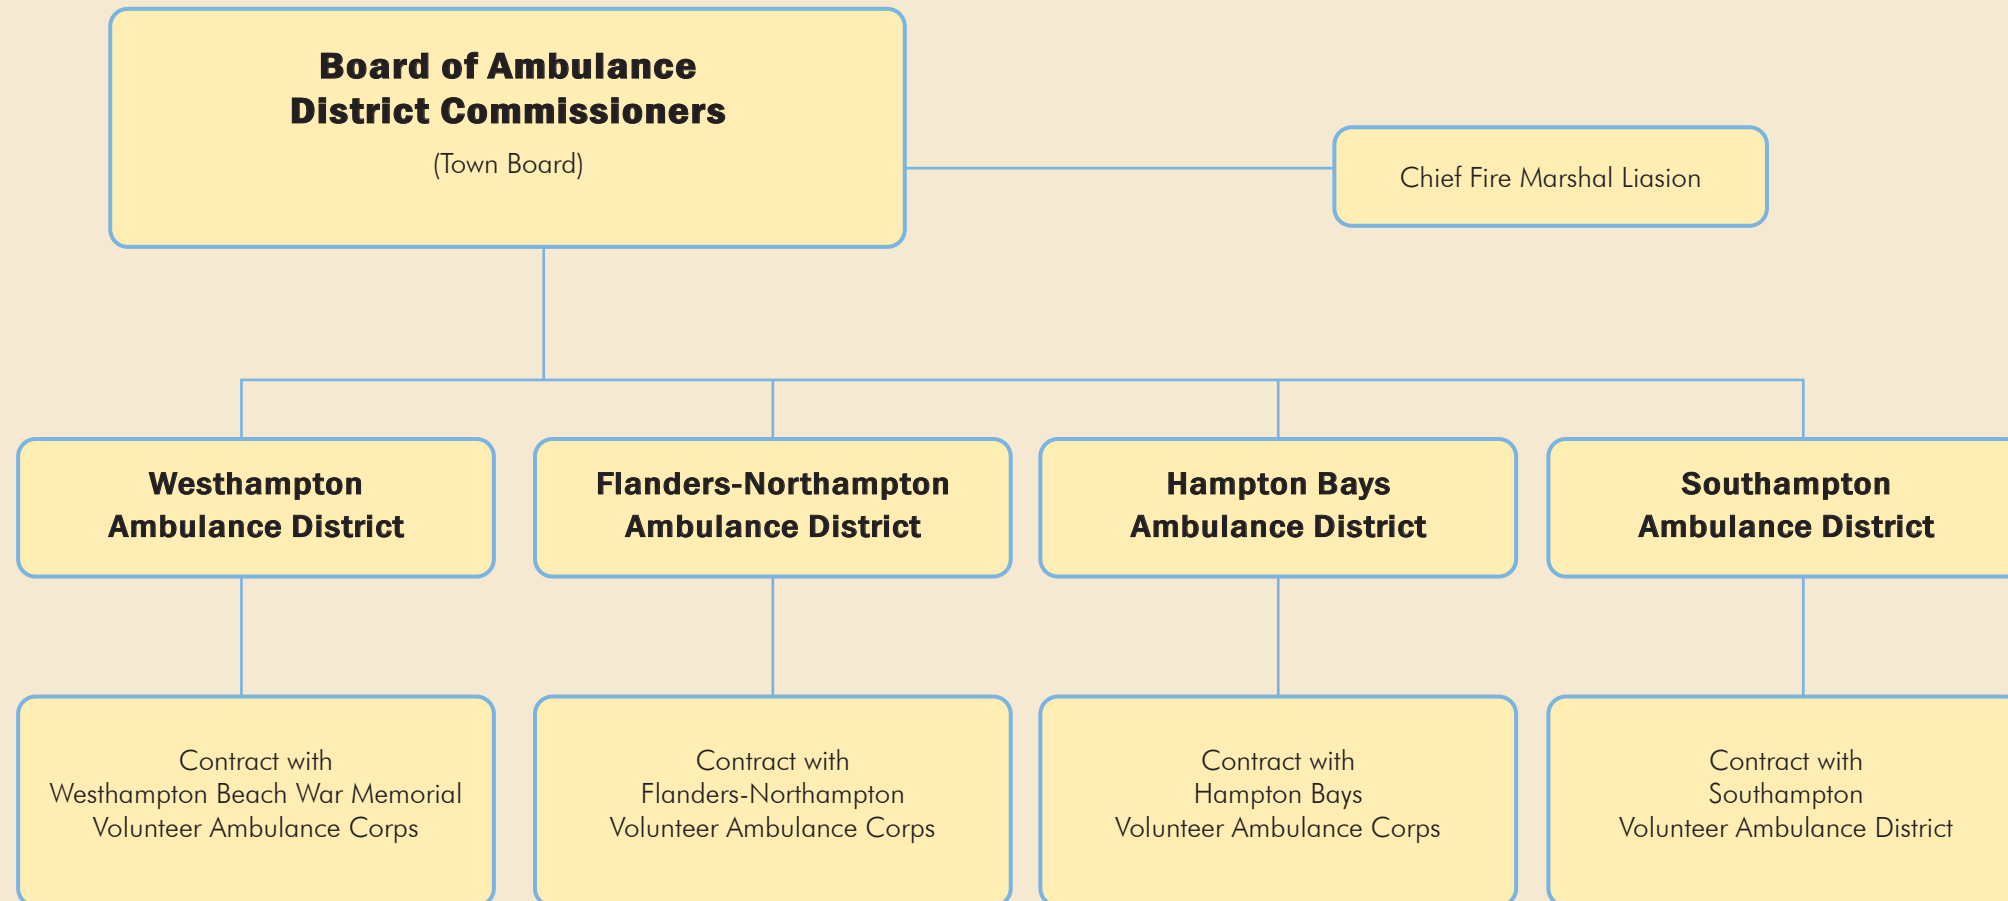 Board of Ambulance
District Commissioners
(Town Board)
Chief Fire Marshal Liasion
Westhampton
Ambulance District
Flanders-Northampton
Ambulance District
Hampton Bays
Ambulance District
Southampton
Ambulance District
Contract with
Westhampton Beach War Memorial
Volunteer Ambulance Corps
Contract with
Flanders-Northampton
Volunteer Ambulance Corps
Contract with
Hampton Bays
Volunteer Ambulance Corps
Contract with
Southampton
Volunteer Ambulance District